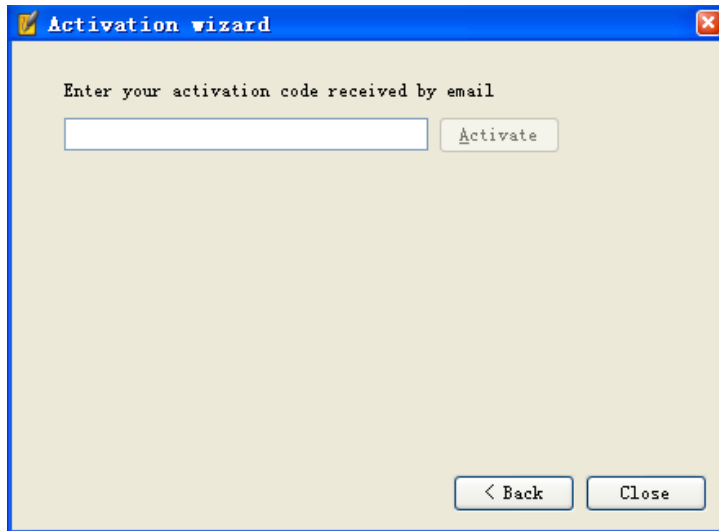 Activation wizard
Enter your activation code received by email
Activate
< Back
Close